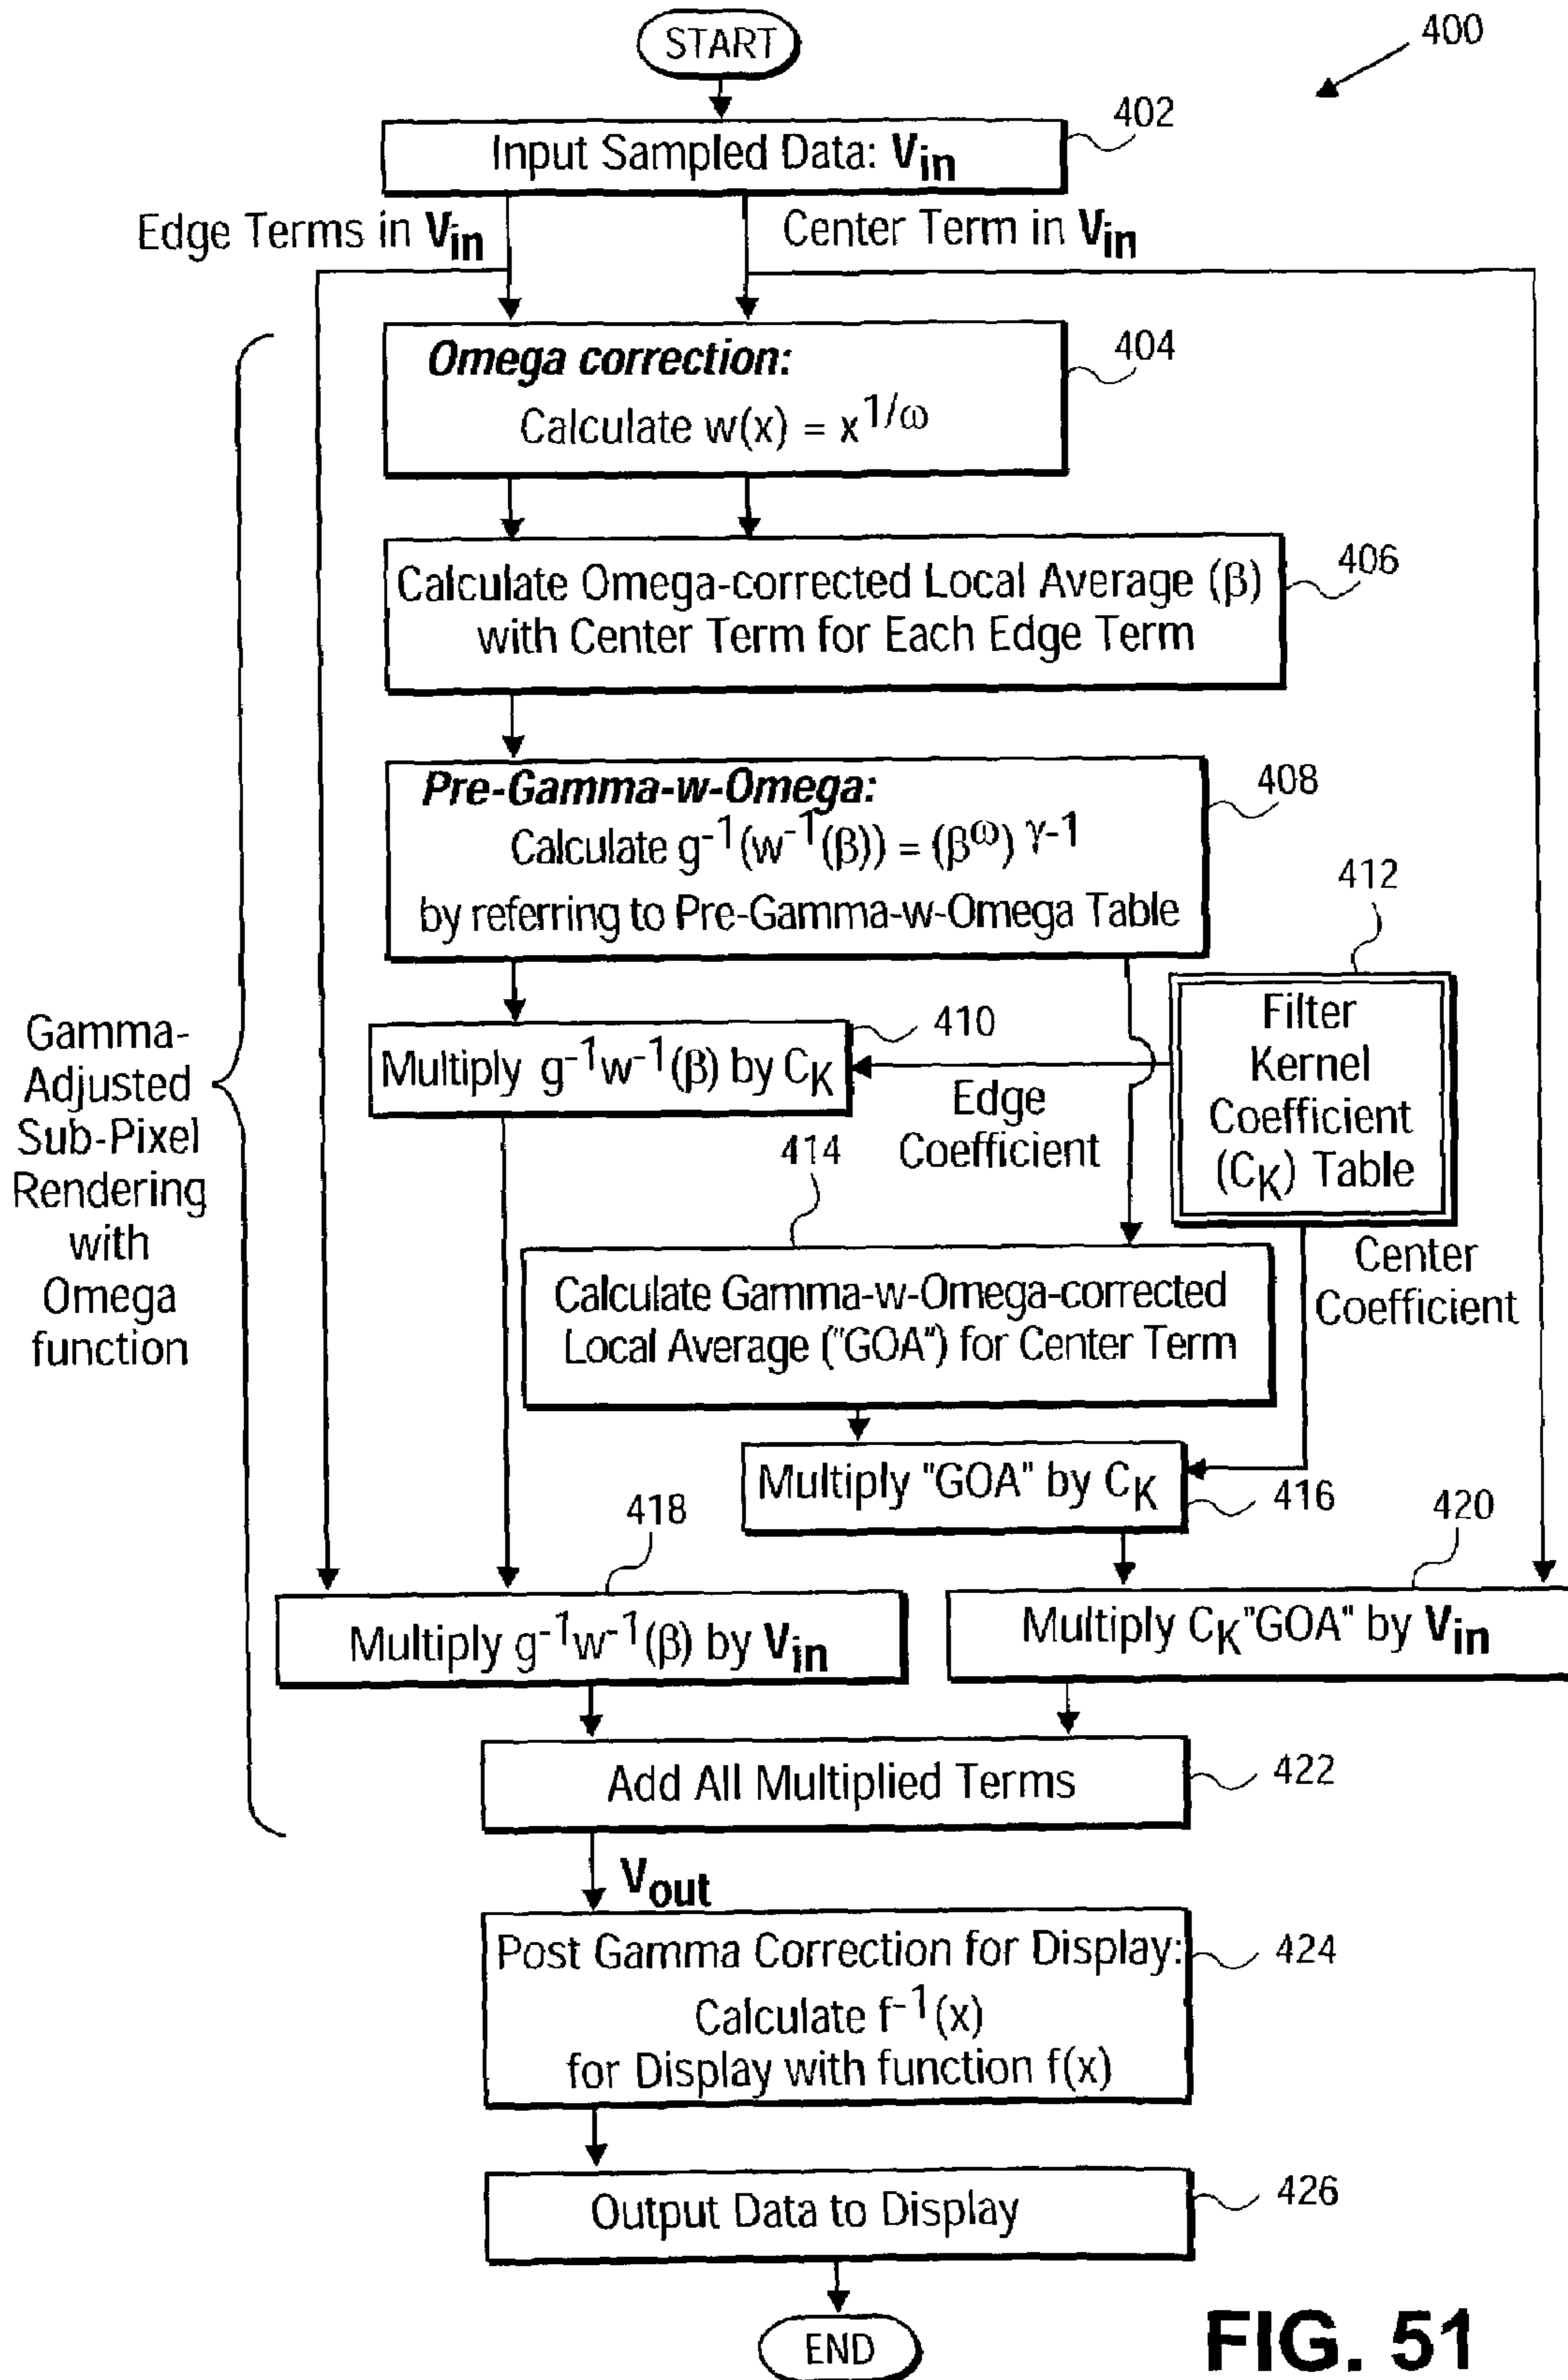 START
400
402
Input Sampled Data: Vin
Edge Terms in Vin
Center Term in Vin
404
Omega correction:
Calculate w(x) = x^1/ω
406
Calculate Omega-corrected Local Average (β)
with Center Term for Each Edge Term
408
Pre-Gamma-w-Omega:
Calculate g^-1(w^-1(β)) = (β^ω)^γ-1
by referring to Pre-Gamma-w-Omega Table
412
Filter
Kernel
Coefficient
(CK) Table
410
Multiply g^-1w^-1(β) by CK
Edge
Coefficient
Gamma-
Adjusted
Sub-Pixel
Rendering
with
Omega
function
414
Center
Coefficient
Calculate Gamma-w-Omega-corrected
Local Average ("GOA") for Center Term
Multiply "GOA" by CK
416
418
420
Multiply g^-1w^-1(β) by Vin
Multiply CK"GOA" by Vin
Add All Multiplied Terms
422
Vout
Post Gamma Correction for Display:
Calculate f^-1(x)
for Display with function f(x)
424
Output Data to Display
426
END
FIG. 51